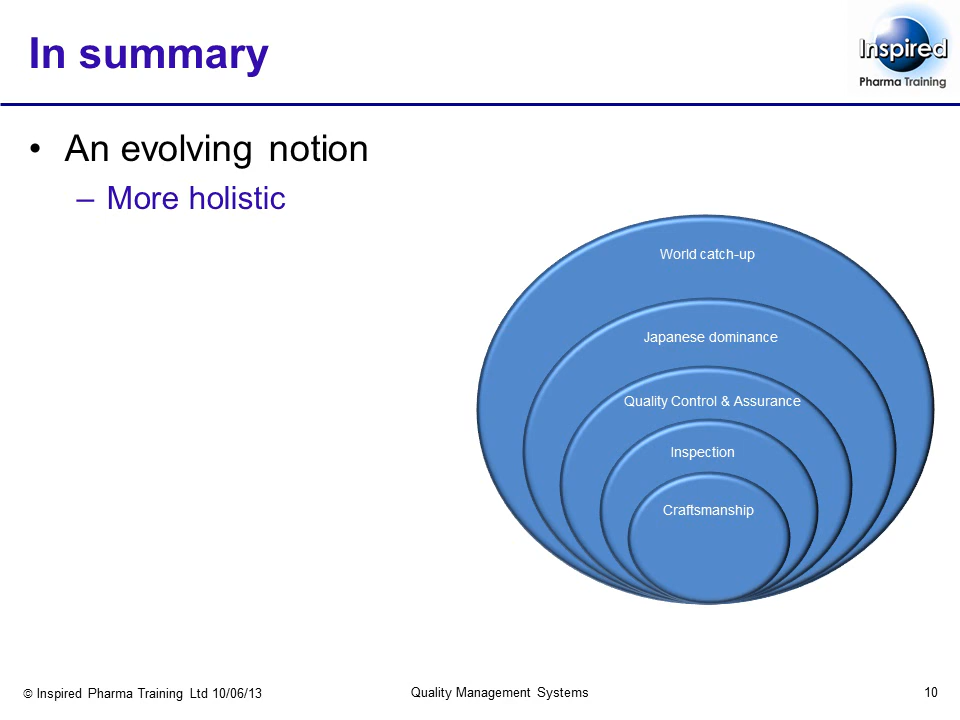 In summary
Inspired
Pharma Training
• An evolving notion
– More holistic
World catch-up
Japanese dominance
Quality Control & Assurance
Inspection
Craftsmanship
© Inspired Pharma Training Ltd 10/06/13
Quality Management Systems
10